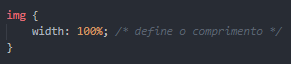 img {
    width: 100%; /* define o comprimento */
}